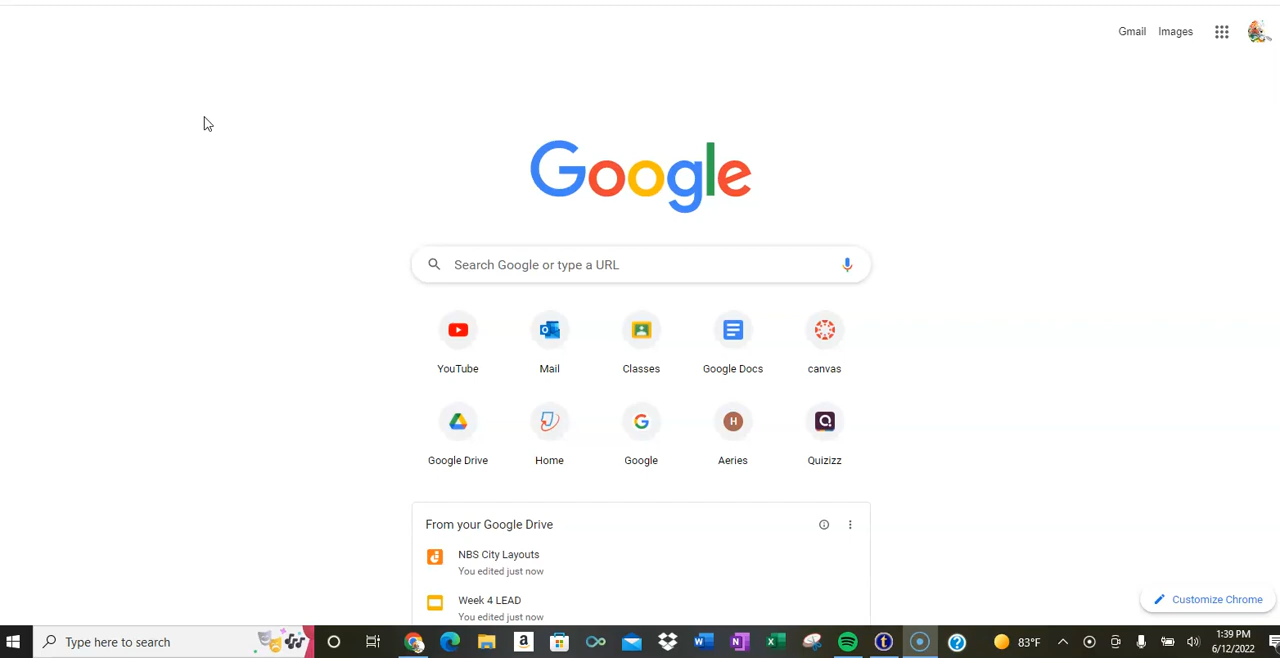 Gmail Images
Google
Search Google or type a URL
YouTube Mail Classes Google Docs canvas
H
Google Drive Home Google Aeries Quizizz
From your Google Drive
NBS City Layouts
You edited just now
Customize Chrome
Week 4 LEAD
You edited just now
Type here to search
83°F
1:39 PM
6/12/2022